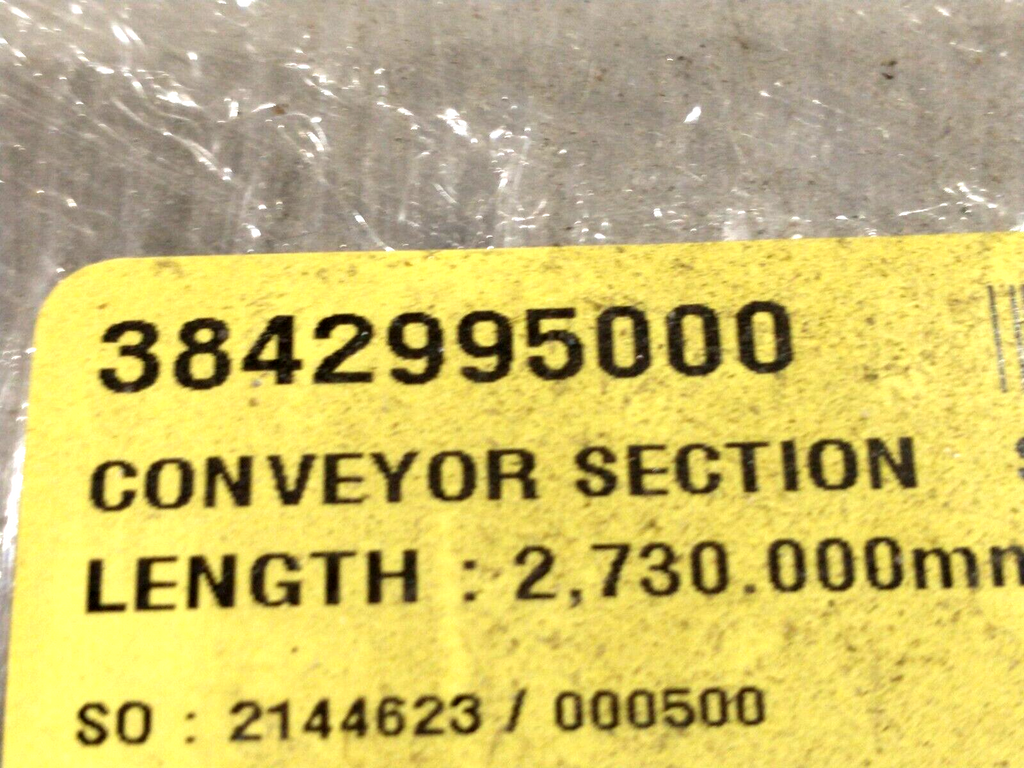 3842995000
CONVEYOR SECTION
LENGTH : 2,730.000mm
SO : 2144623 / 000500